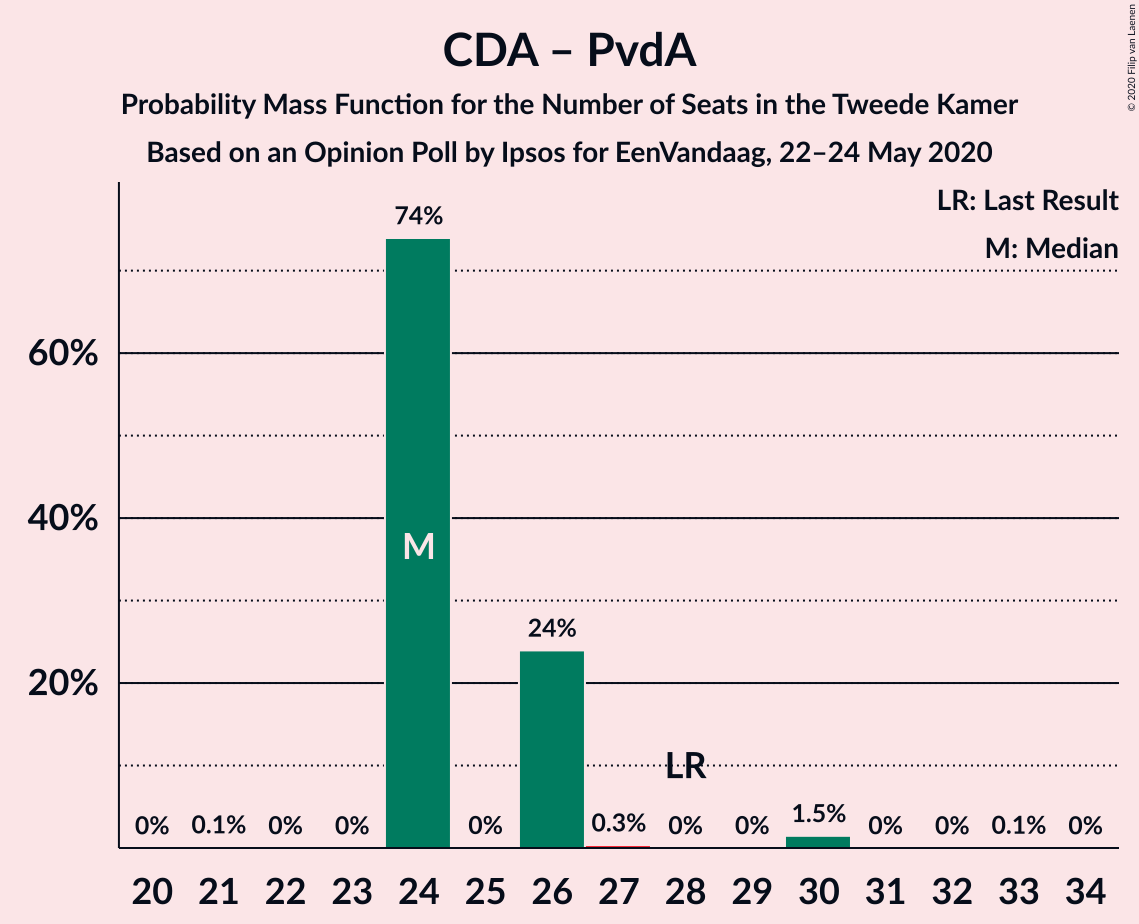 CDA – PvdA
Probability Mass Function for the Number of Seats in the Tweede Kamer
Based on an Opinion Poll by Ipsos for EenVandaag, 22–24 May 2020
© 2020 Filip van Laenen
LR: Last Result
M: Median
74%
60%
40%
M
24%
20%
LR
0% 0.1% 0% 0% 0% 0.3% 0% 0% 1.5% 0% 0% 0.1% 0%
20 21 22 23 24 25 26 27 28 29 30 31 32 33 34